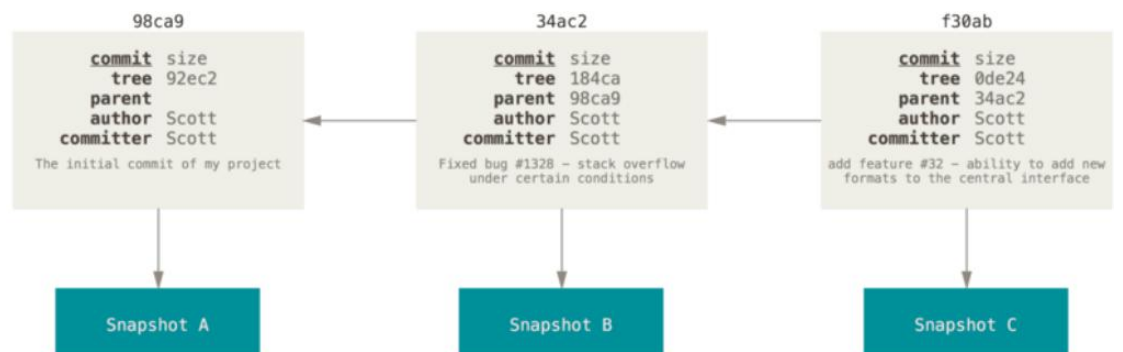 98ca9
commit size
tree 92ec2
parent
author Scott
committer Scott
The initial commit of my project
Snapshot A
34ac2
commit size
tree 184ca
parent 98ca9
author Scott
committer Scott
Fixed bug #1328 – stack overflow
under certain conditions
Snapshot B
f30ab
commit size
tree 0de24
parent 34ac2
author Scott
committer Scott
add feature #32 – ability to add new
formats to the central interface
Snapshot C